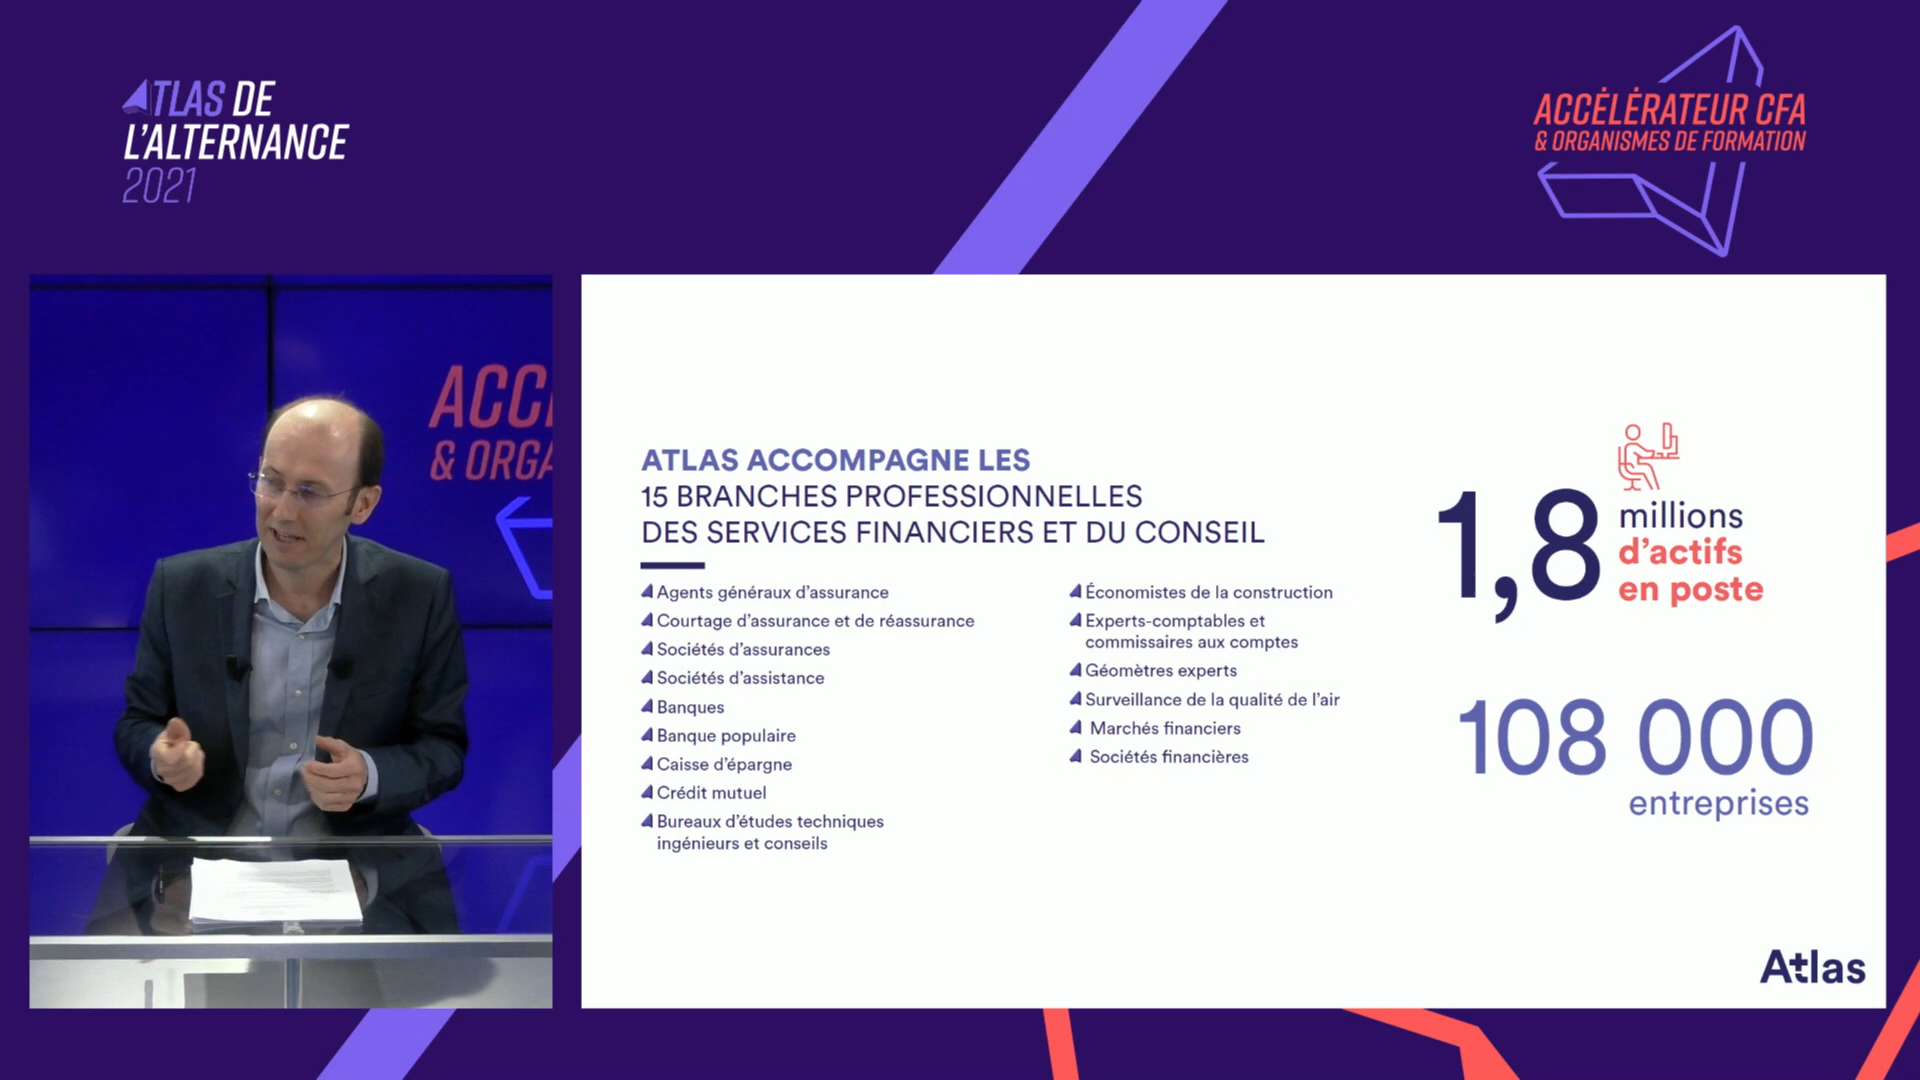 ATLAS DE
L'ALTERNANCE
2021
ACCÉLÉRATEUR CFA
& ORGANISMES DE FORMATION
ACC
& ORGA
ATLAS ACCOMPAGNE LES
15 BRANCHES PROFESSIONNELLES
DES SERVICES FINANCIERS ET DU CONSEIL
Agents généraux d'assurance
Courtage d'assurance et de réassurance
Sociétés d'assurances
Sociétés d'assistance
Banques
Banque populaire
Caisse d'épargne
Crédit mutuel
Bureaux d'études techniques
ingénieurs et conseils
Économistes de la construction
Experts-comptables et
commissaires aux comptes
Géomètres experts
Surveillance de la qualité de l'air
Marchés financiers
Sociétés financières
1,8
millions
d'actifs
en poste
108 000
entreprises
Atlas